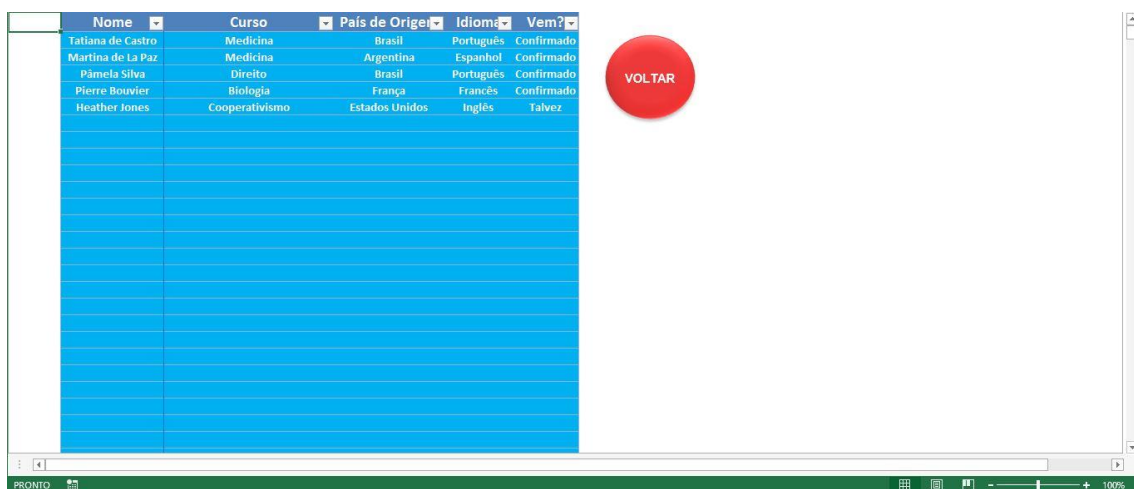 Nome Curso País de Origer Idioma Vem?
Tatiana de Castro Medicina Brasil Português Confirmado
Martina de La Paz Medicina Argentina Espanhol Confirmado
Pâmela Silva Direito Brasil Português Confirmado
Pierre Bouvier Biologia França Francês Confirmado
Heather Jones Cooperativismo Estados Unidos Inglês Talvez
VOLTAR
PRONTO 100%